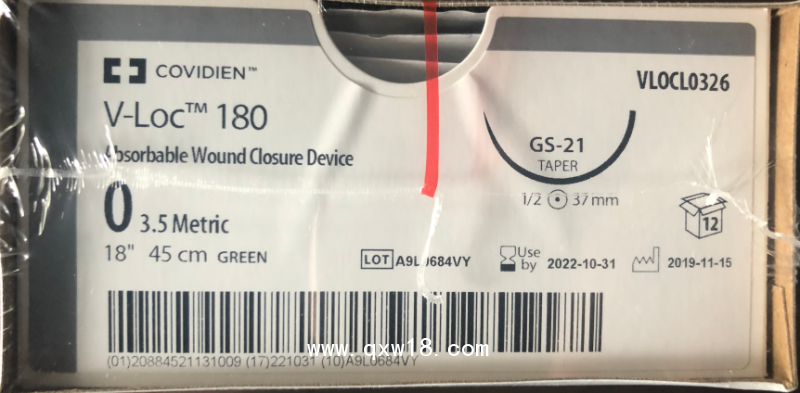 COVIDIEN™
VLOCL0326
V-Loc™ 180
Absorbable Wound Closure Device
GS-21
TAPER
1/2 37 mm
0 3.5 Metric
12
18" 45 cm GREEN
LOT A9L0684VY
Use by 2022-10-31
2019-11-15
www.qxw18.com
(01)20884521131009 (17)221031 (10)A9L0684VY